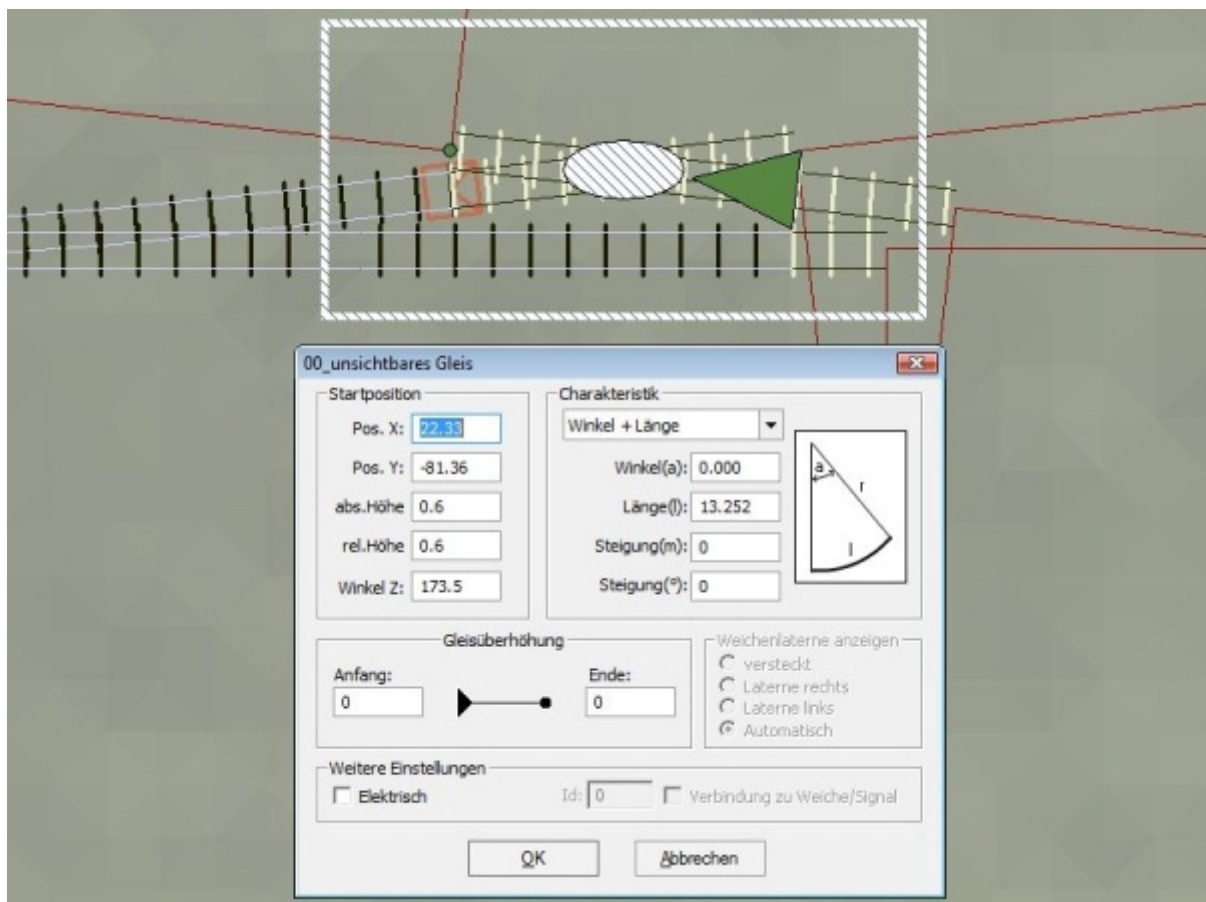 00_unsichtbares Gleis
Startposition
Pos. X: 22.33
Pos. Y: -81.36
abs.Höhe 0.6
rel.Höhe 0.6
Winkel Z: 173.5
Charakteristik
Winkel + Länge
Winkel(a): 0.000
Länge(l): 13.252
Steigung(m): 0
Steigung(°): 0
a
r
l
Gleisüberhöhung
Anfang:
0
Ende:
0
Weichenlaterne anzeigen
versteckt
Laterne rechts
Laterne links
Automatisch
Weitere Einstellungen
Elektrisch
Id: 0
Verbindung zu Weiche/Signal
OK
Abbrechen